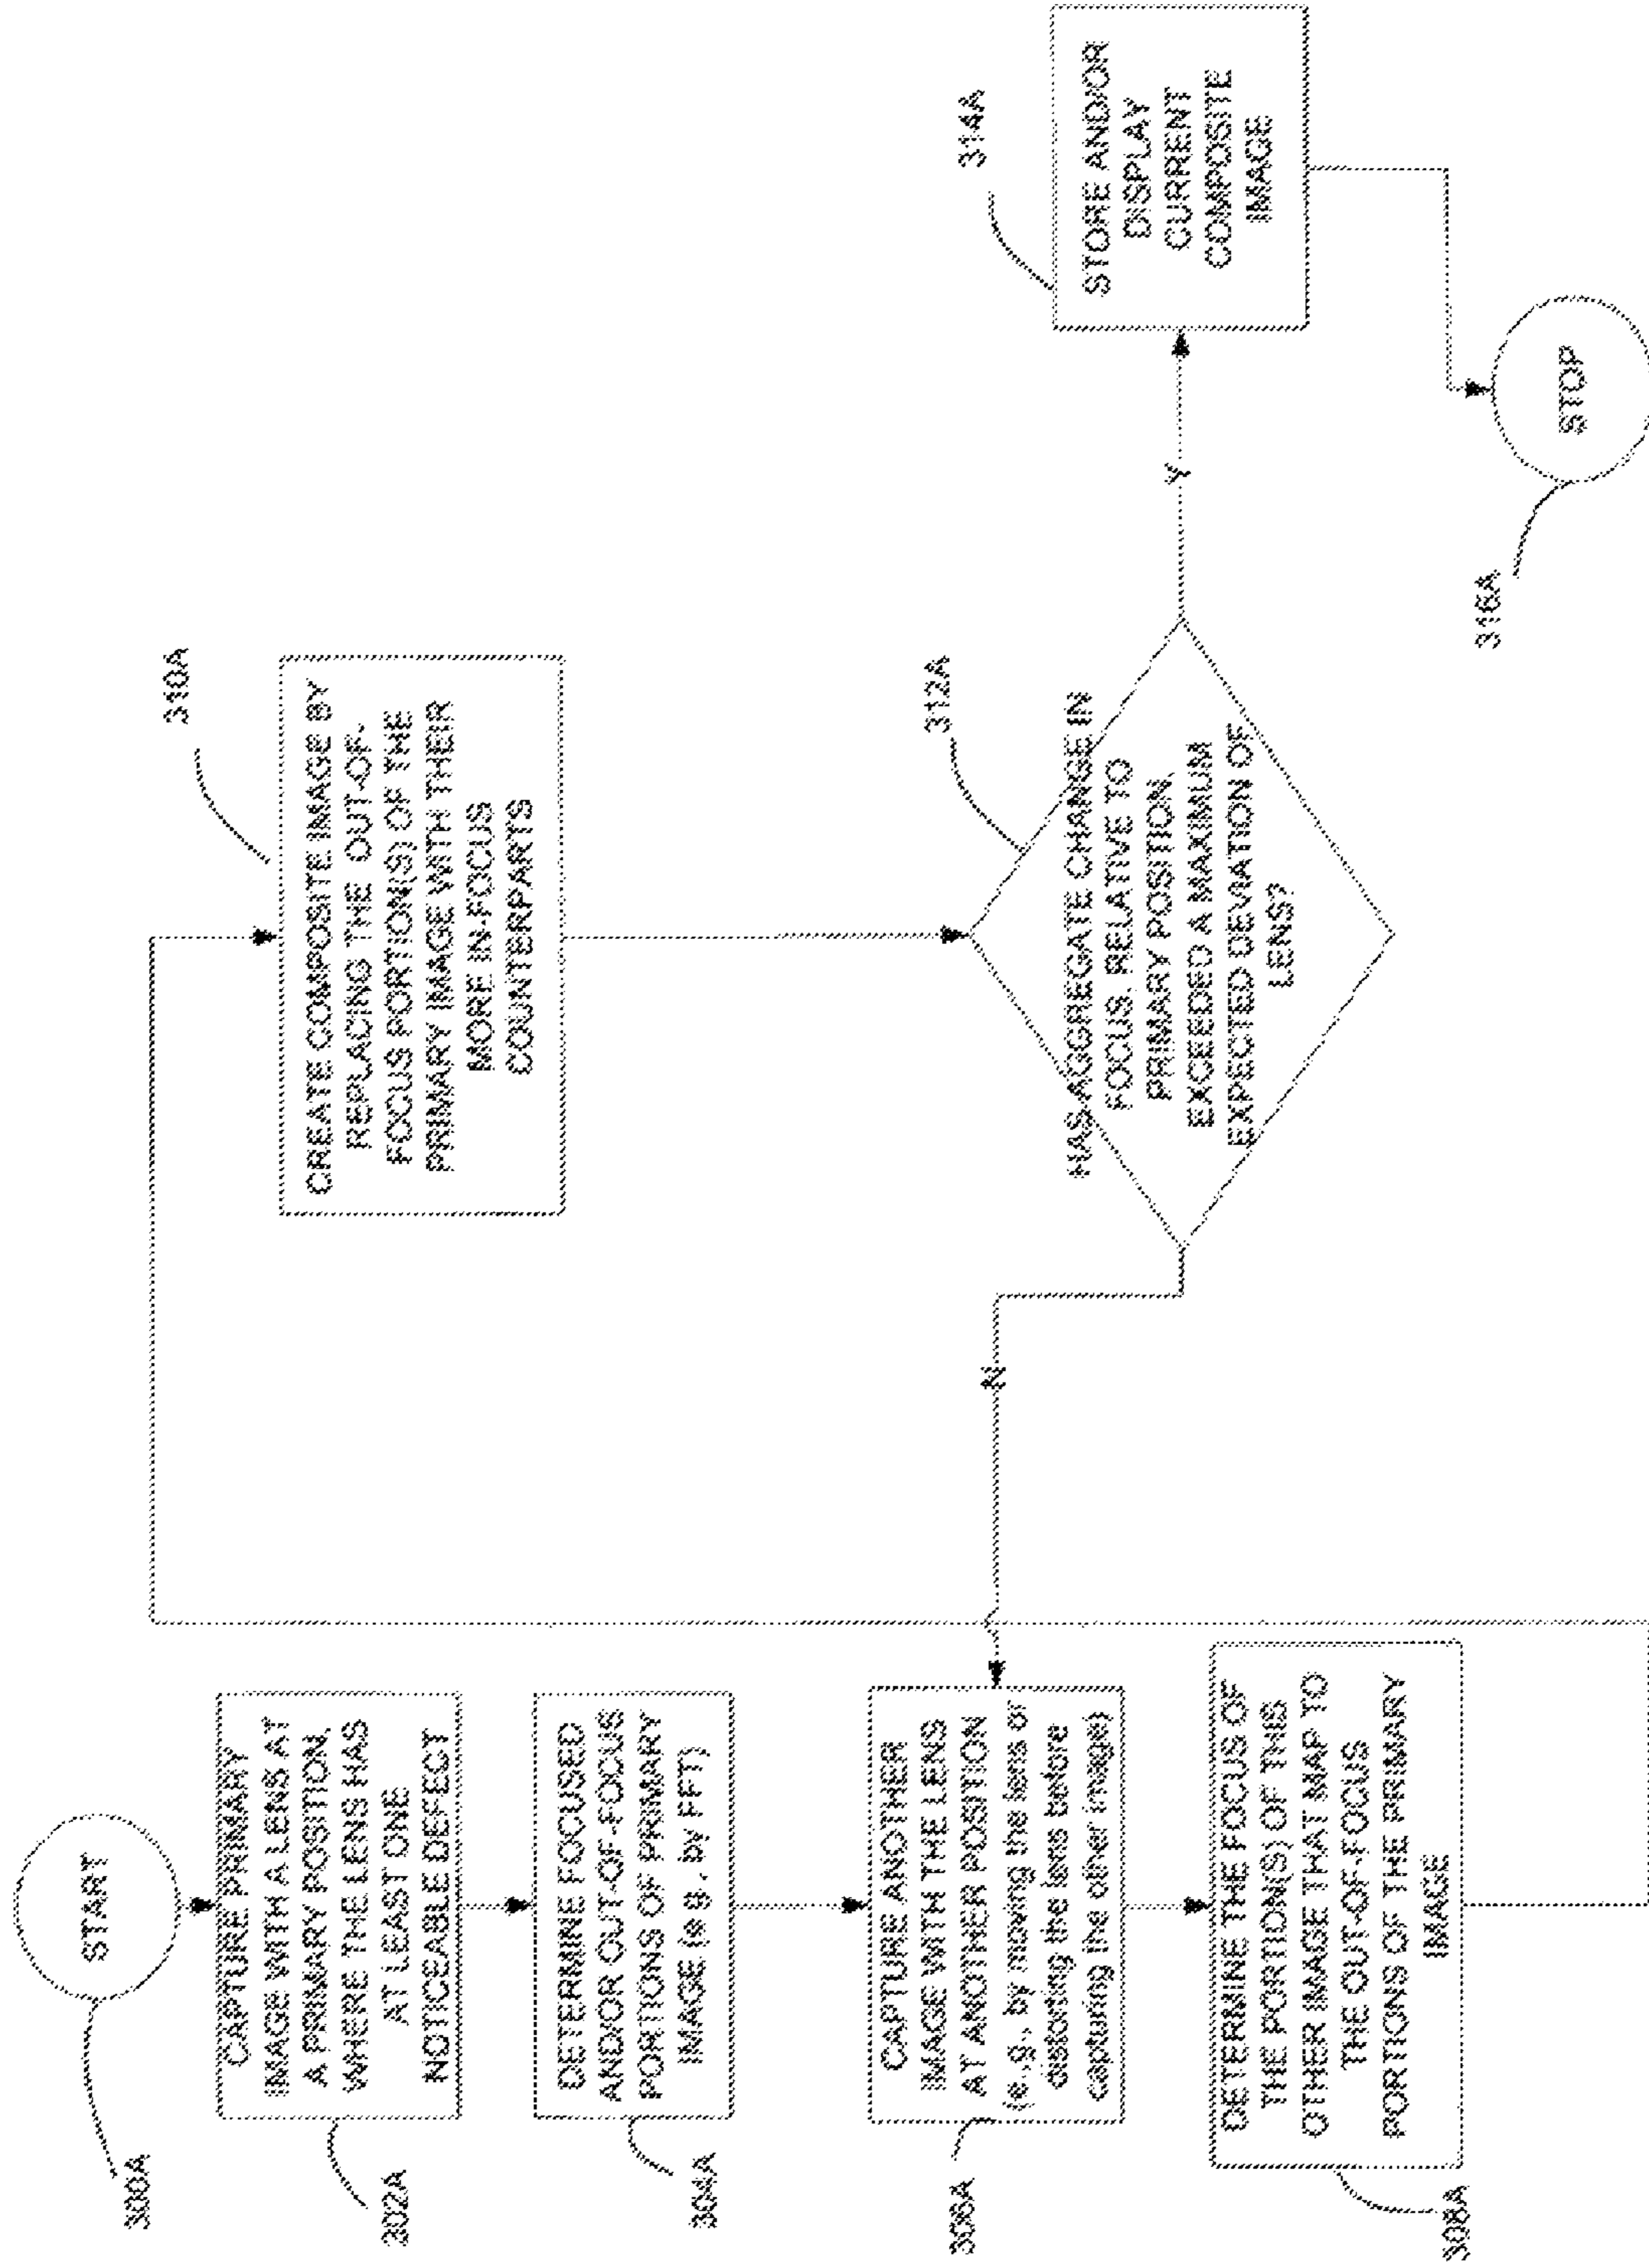 START
300A
CAPTURE PRIMARY
IMAGE WITH A LENS AT
A PRIMARY POSITION,
WHERE THE LENS HAS
AT LEAST ONE
NOTICEABLE DEFECT
302A
DETERMINE FOCUSED
AND/OR OUT-OF-FOCUS
PORTIONS OF PRIMARY
IMAGE (e.g., by FFT)
304A
CAPTURE ANOTHER
IMAGE WITH THE LENS
AT ANOTHER POSITION
(e.,g., by moving the lens or
distorting the lens before
capturing the other image)
306A
DETERMINE THE FOCUS OF
THE PORTION(S) OF THIS
OTHER IMAGE THAT MAP TO
THE OUT-OF-FOCUS
PORTIONS OF THE PRIMARY
IMAGE
308A
310A
CREATE COMPOSITE IMAGE BY
REPLACING THE OUT-OF-
FOCUS PORTION(S) OF THE
PRIMARY IMAGE WITH THEIR
MORE IN-FOCUS
COUNTERPARTS
312A
HAS AGGREGATE CHANGE IN
FOCUS, RELATIVE TO
PRIMARY POSITION,
EXCEEDED A MAXIMUM
EXPECTED DEVIATION OF
LENS?
N
Y
314A
STORE AND/OR
DISPLAY
CURRENT
COMPOSITE
IMAGE
STOP
316A